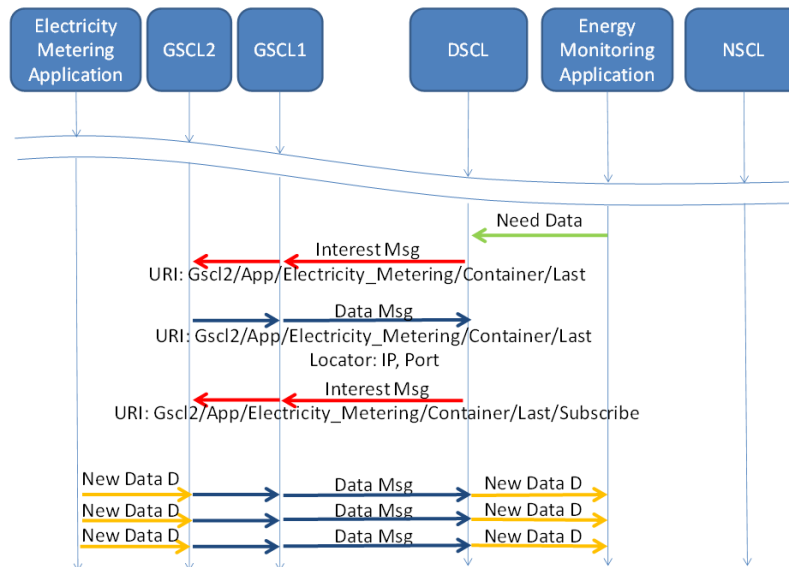 Electricity
Metering
Application
GSCL2
GSCL1
DSCL
Energy
Monitoring
Application
NSCL
Need Data
Interest Msg
URI: Gscl2/App/Electricity_Metering/Container/Last
Data Msg
URI: Gscl2/App/Electricity_Metering/Container/Last
Locator: IP, Port
Interest Msg
URI: Gscl2/App/Electricity_Metering/Container/Last/Subscribe
New Data D Data Msg New Data D
New Data D Data Msg New Data D
New Data D Data Msg New Data D